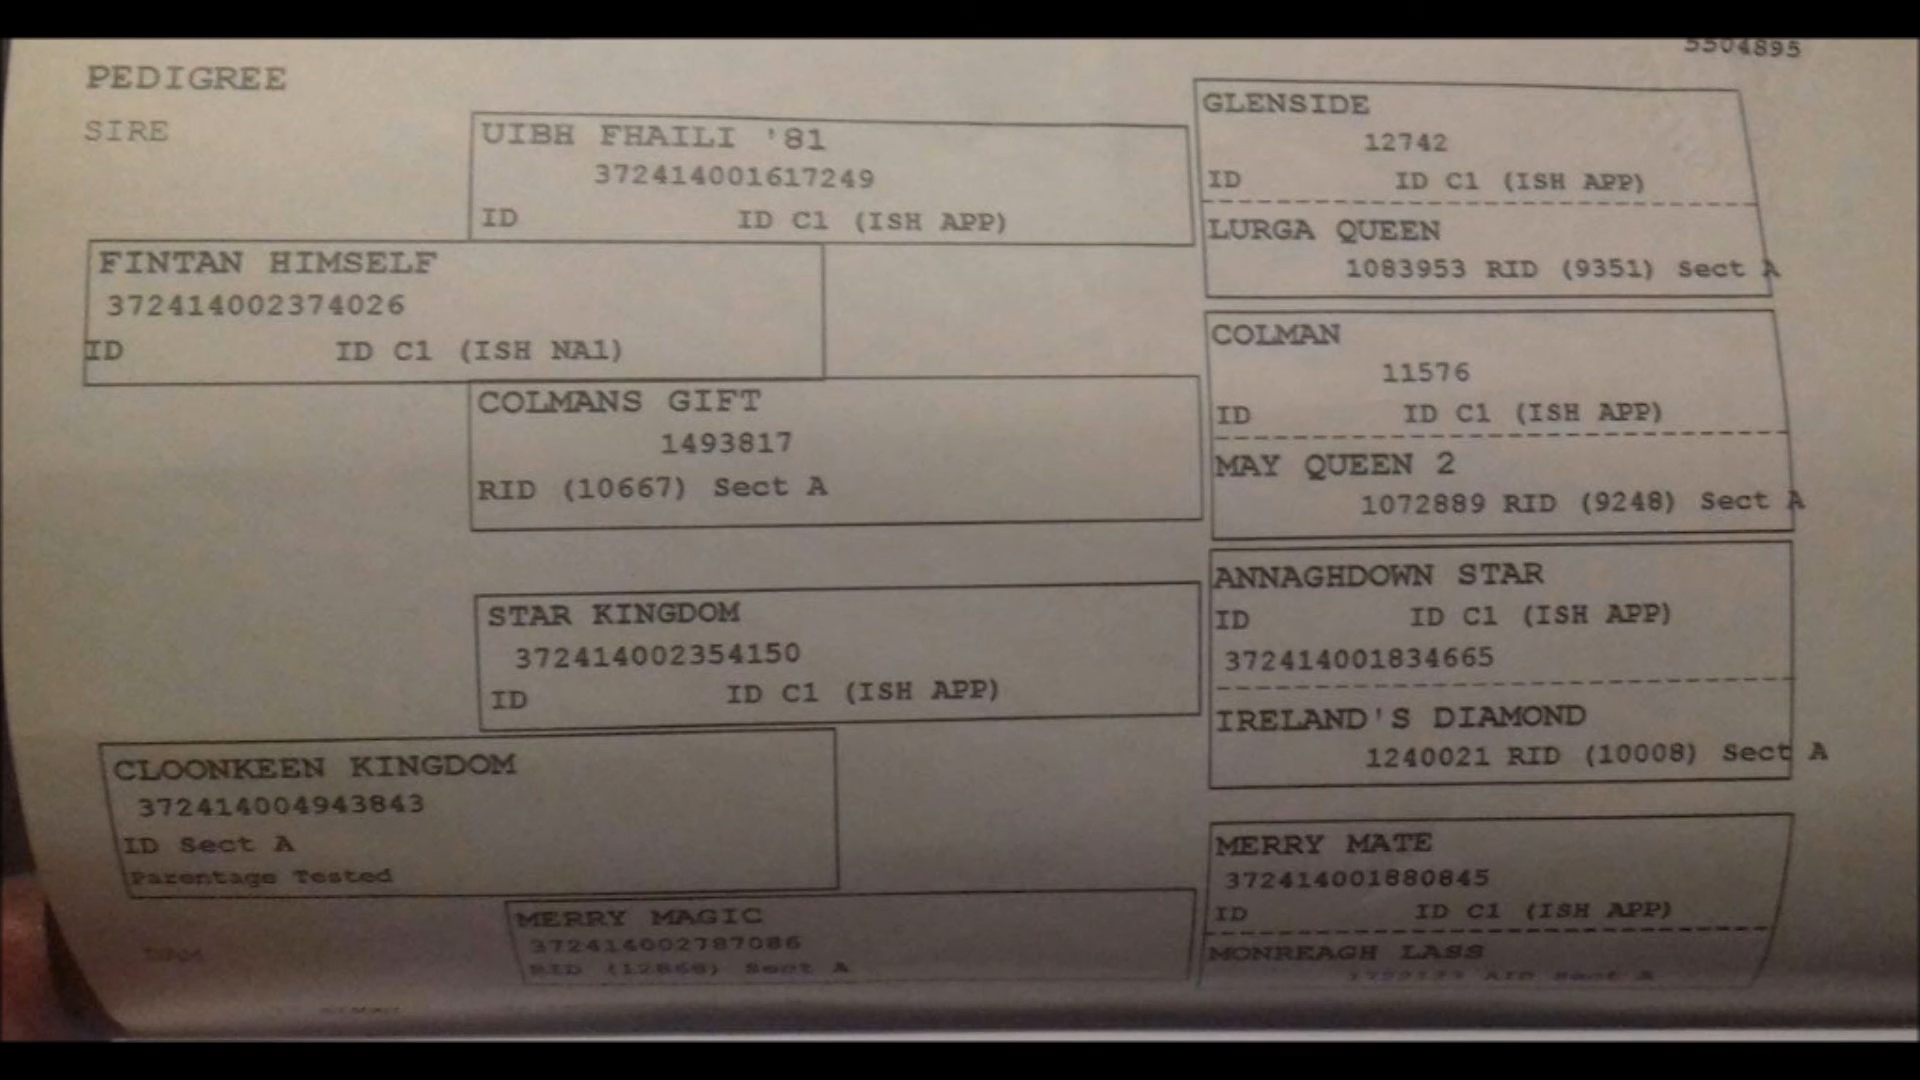 5504895
PEDIGREE
SIRE
UIBH FHAILI '81
372414001617249
ID ID C1 (ISH APP)
GLENSIDE
12742
ID ID C1 (ISH APP)
LURGA QUEEN
1083953 RID (9351) Sect A
FINTAN HIMSELF
372414002374026
ID ID C1 (ISH NA1)
COLMANS GIFT
1493817
RID (10667) Sect A
COLMAN
11576
ID ID C1 (ISH APP)
MAY QUEEN 2
1072889 RID (9248) Sect A
STAR KINGDOM
372414002354150
ID ID C1 (ISH APP)
ANNAGHDOWN STAR
ID ID C1 (ISH APP)
372414001834665
IRELAND'S DIAMOND
1240021 RID (10008) Sect A
CLOONKEEN KINGDOM
372414004943843
ID Sect A
Parentage Tested
MERRY MAGIC
372414002787086
RID (12868) Sect A
MERRY MATE
372414001880845
ID ID C1 (ISH APP)
MONREAGH LASS
RID Sect A
DAM